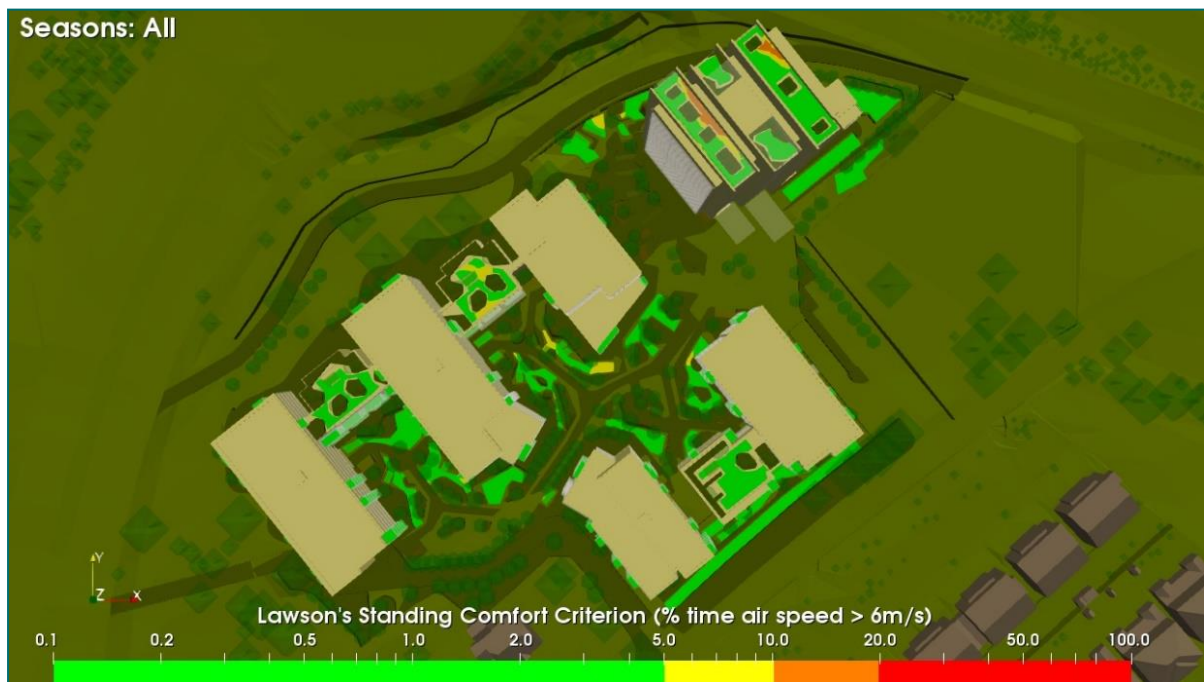 Seasons: All
Y
Z X
Lawson's Standing Comfort Criterion (% time air speed > 6m/s)
0.1 0.2 0.5 1.0 2.0 5.0 10.0 20.0 50.0 100.0